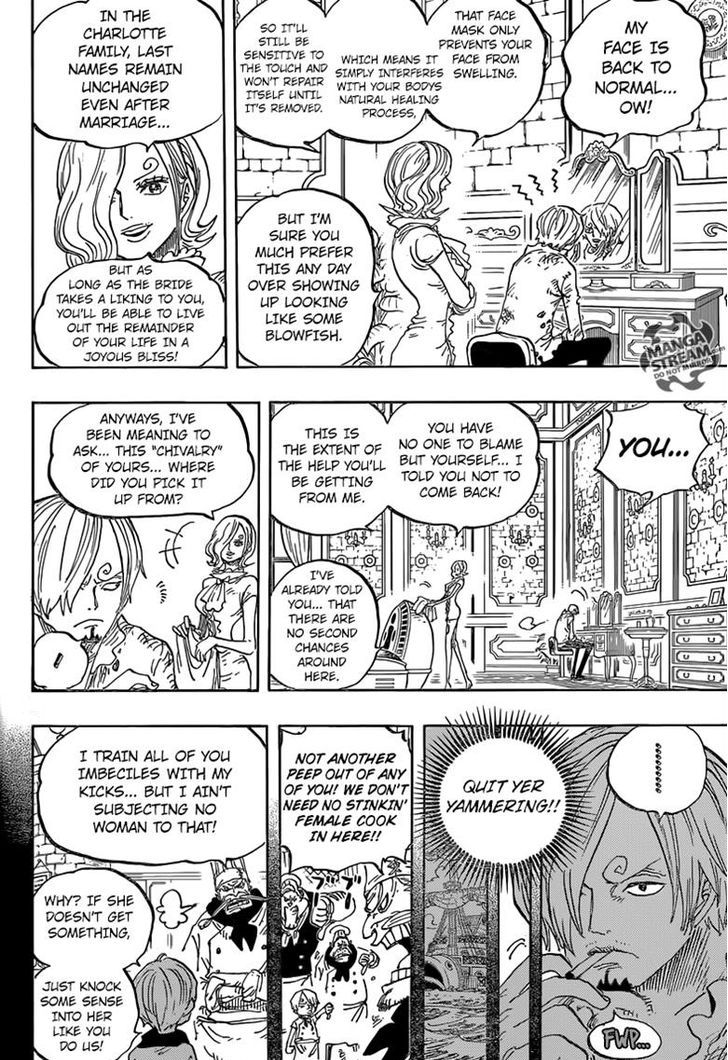 MY
FACE IS
BACK TO
NORMAL...
OW!
THAT FACE
MASK ONLY
PREVENTS YOUR
FACE FROM
SWELLING.
WHICH MEANS IT
SIMPLY INTERFERES
WITH YOUR BODYS
NATURAL HEALING
PROCESS,
SO IT'LL
STILL BE
SENSITIVE TO
THE TOUCH AND
WON'T REPAIR
ITSELF UNTIL
IT'S REMOVED.
BUT I'M
SURE YOU
MUCH PREFER
THIS ANY DAY
OVER SHOWING
UP LOOKING
LIKE SOME
BLOWFISH.
IN THE
CHARLOTTE
FAMILY, LAST
NAMES REMAIN
UNCHANGED
EVEN AFTER
MARRIAGE...
BUT AS
LONG AS THE BRIDE
TAKES A LIKING TO YOU,
YOU'LL BE ABLE TO LIVE
OUT THE REMAINDER
OF YOUR LIFE IN A
JOYOUS BLISS!
MANGA
STREAM.com
DO NOT MIRROR
YOU...
YOU HAVE
NO ONE TO BLAME
BUT YOURSELF... I
TOLD YOU NOT TO
COME BACK!
THIS IS
THE EXTENT OF
THE HELP YOU'LL
BE GETTING
FROM ME.
I'VE
ALREADY TOLD
YOU... THAT
THERE ARE
NO SECOND
CHANCES
AROUND
HERE.
ANYWAYS, I'VE
BEEN MEANING TO
ASK... THIS "CHIVALRY"
OF YOURS... WHERE
DID YOU PICK IT
UP FROM?
QUIT YER
YAMMERING!!
FWP...
NOT ANOTHER
PEEP OUT OF ANY
OF YOU! WE DON'T
NEED NO STINKIN'
FEMALE COOK
IN HERE!!
I TRAIN ALL OF YOU
IMBECILES WITH MY
KICKS... BUT I AIN'T
SUBJECTING NO
WOMAN TO THAT!
WHY? IF SHE
DOESN'T GET
SOMETHING,
JUST KNOCK
SOME SENSE
INTO HER LIKE
YOU DO US!